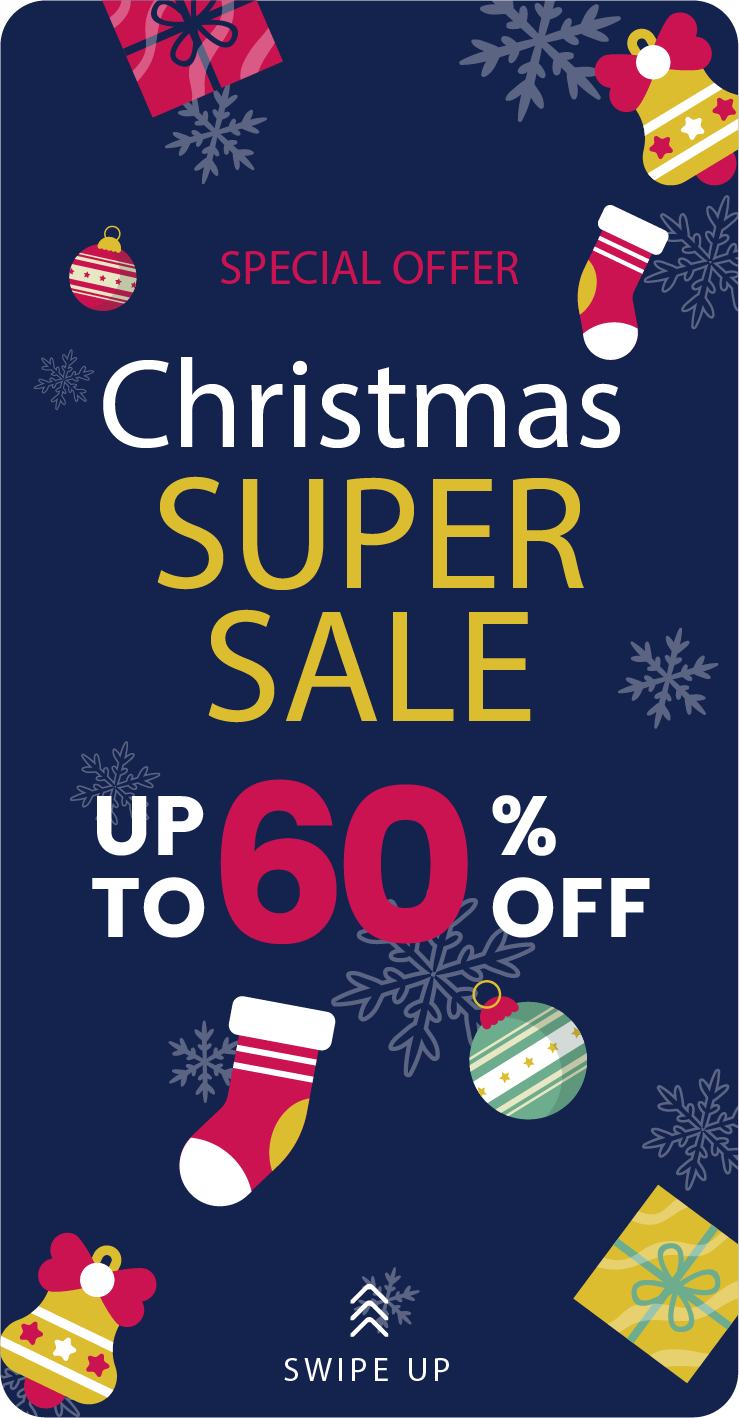 SPECIAL OFFER
Christmas
SUPER
SALE
UP TO 60 % OFF
SWIPE UP